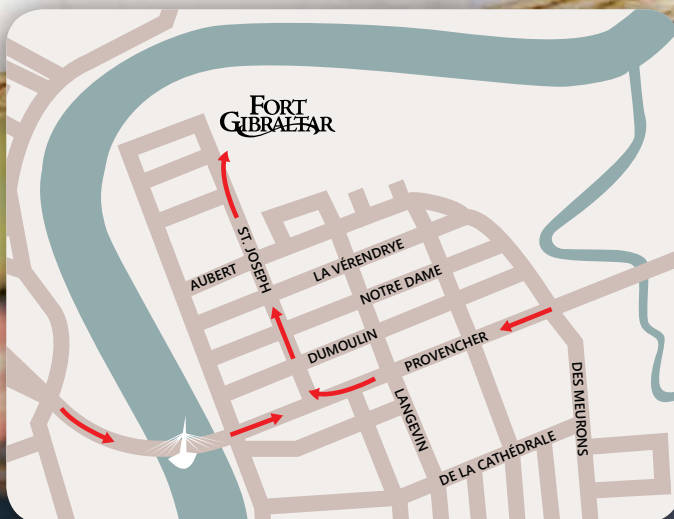 FORT
GIBRALTAR
ST. JOSEPH
AUBERT
LA VÉRENDRYE
NOTRE DAME
DUMOULIN
PROVENCHER
LANGEVIN
DES MEURONS
DE LA CATHÉDRALE